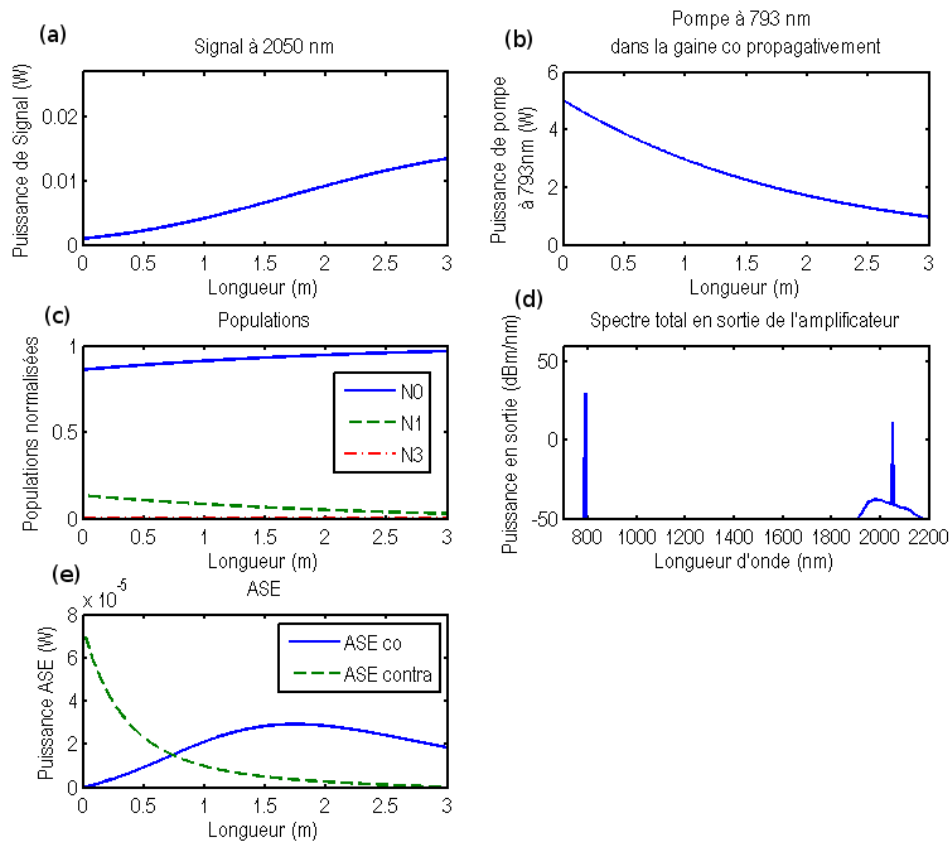 (a)
Signal à 2050 nm
Puissance de Signal (W)
0.02
0.01
0
0 0.5 1 1.5 2 2.5 3
Longueur (m)
(b)
Pompe à 793 nm
dans la gaine co propagativement
Puissance de pompe
à 793nm (W)
6
4
2
0
0 0.5 1 1.5 2 2.5 3
Longueur (m)
(c)
Populations
Populations normalisées
1
0.5
0
N0
N1
N3
0 1 2 3
Longueur (m)
(d)
Spectre total en sortie de l'amplificateur
Puissance en sortie (dBm/nm)
50
0
-50
800 1000 1200 1400 1600 1800 2000 2200
Longueur d'onde (nm)
(e)
x 10-5
ASE
Puissance ASE (W)
8
6
4
2
0
ASE co
ASE contra
0 0.5 1 1.5 2 2.5 3
Longueur (m)